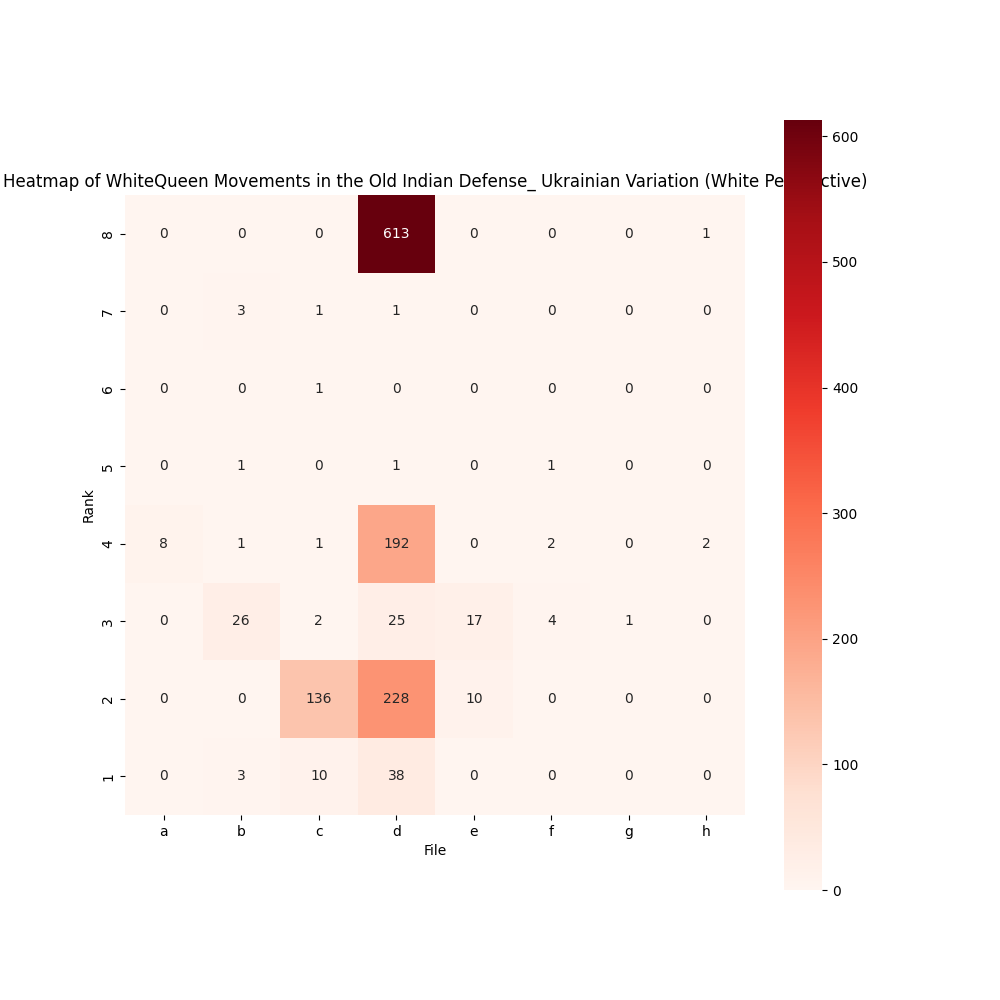 Heatmap of WhiteQueen Movements in the Old Indian Defense_ Ukrainian Variation (White Pe ctive)
600
500
400
300
200
100
0
8 0 0 0 613 0 0 0 1
7 0 3 1 1 0 0 0 0
6 0 0 1 0 0 0 0 0
5 0 1 0 1 0 1 0 0
Rank
4 8 1 1 192 0 2 0 2
3 0 26 2 25 17 4 1 0
2 0 0 136 228 10 0 0 0
1 0 3 10 38 0 0 0 0
a b c d e f g h
File